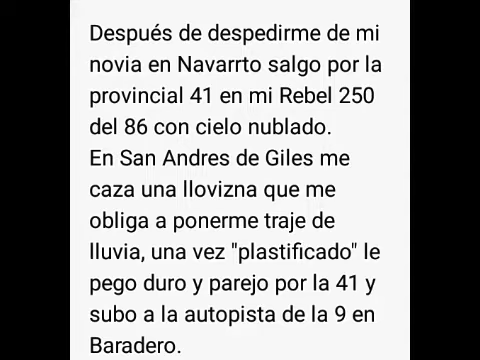 Después de despedirme de mi
novia en Navarrto salgo por la
provincial 41 en mi Rebel 250
del 86 con cielo nublado.
En San Andres de Giles me
caza una llovizna que me
obliga a ponerme traje de
lluvia, una vez "plastificado" le
pego duro y parejo por la 41 y
subo a la autopista de la 9 en
Baradero.